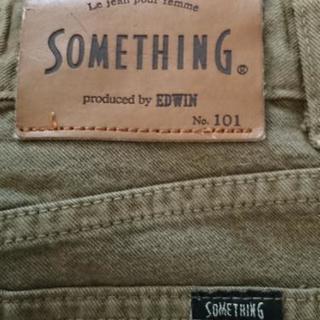 Le jean pour femme
SOMETHING®
produced by EDWIN
No. 101
SOMETHING